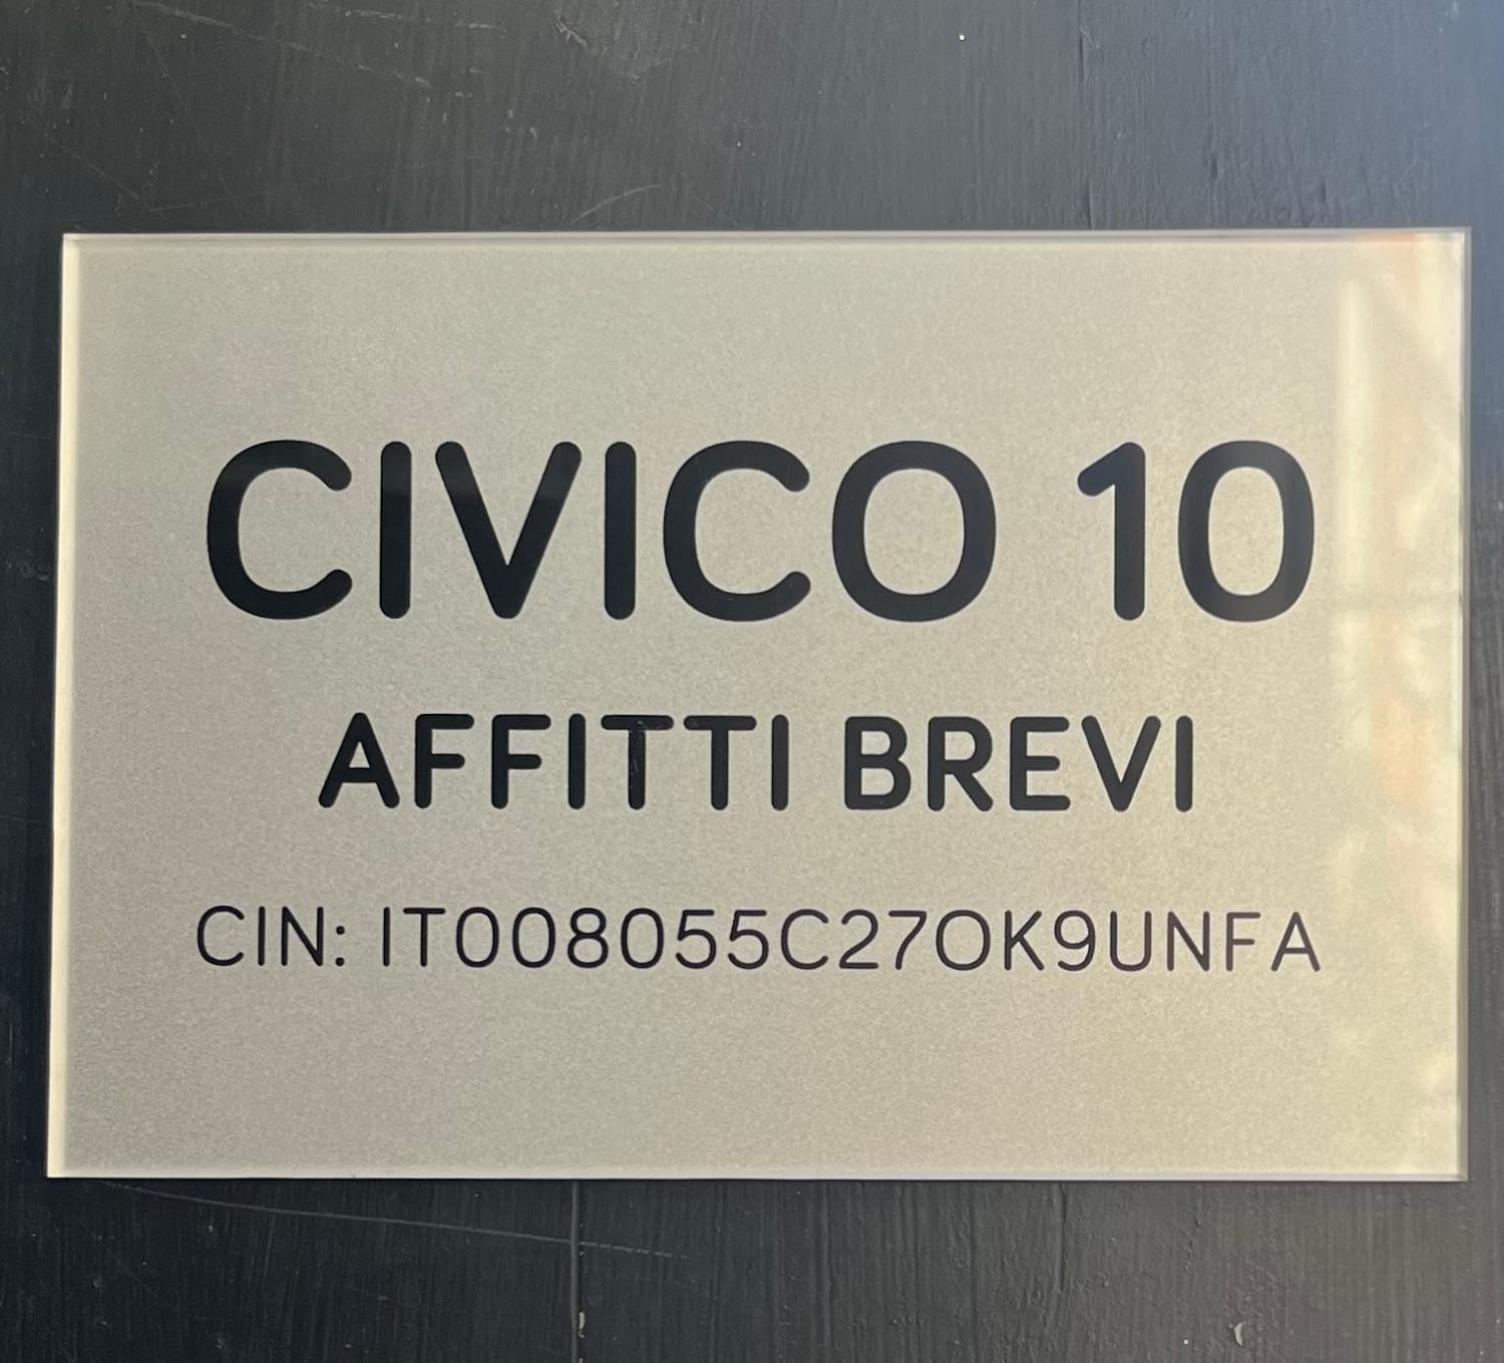 CIVICO 10
AFFITTI BREVI
CIN: IT008055C27OK9UNFA